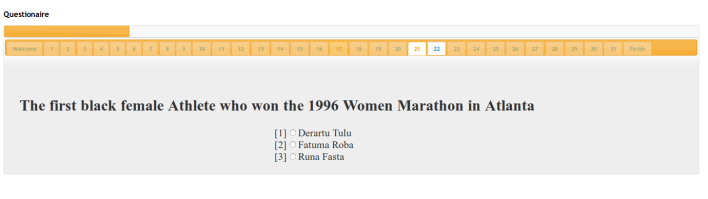 Questionaire
Welcome 1 2 3 4 5 6 7 8 9 10 11 12 13 14 15 16 17 18 19 20 21 22 23 24 25 26 27 28 29 30 31 Finish
The first black female Athlete who won the 1996 Women Marathon in Atlanta
[1] Derartu Tulu
[2] Fatuma Roba
[3] Runa Fasta